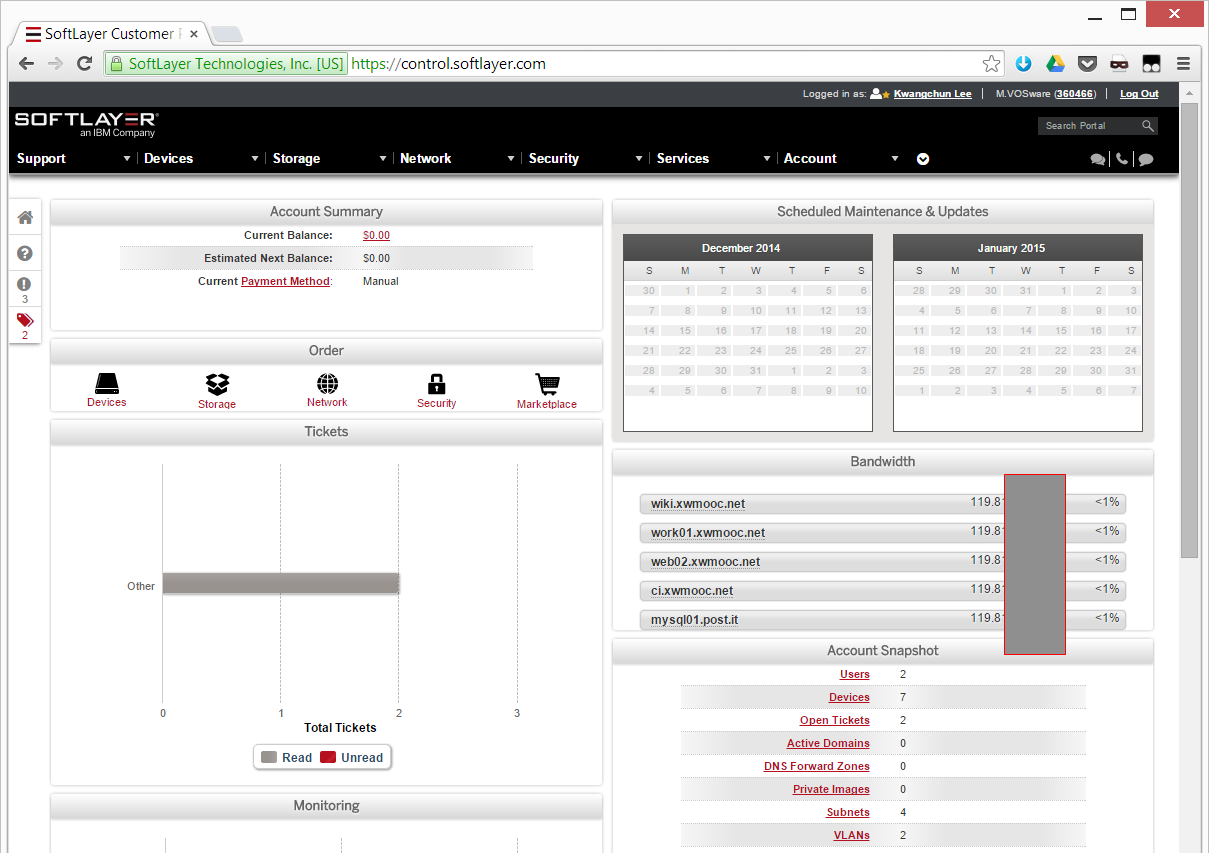 SoftLayer Customer
SoftLayer Technologies, Inc. [US] https://control.softlayer.com
Logged in as: Kwangchun Lee M.VOSware (360466) Log Out
SOFTLAYER®
an IBM Company
Search Portal
Support Devices Storage Network Security Services Account
3
2
Account Summary
Current Balance: $0.00
Estimated Next Balance: $0.00
Current Payment Method: Manual
Order
Devices Storage Network Security Marketplace
Tickets
Other
0 1 2 3
Total Tickets
Read Unread
Monitoring
Scheduled Maintenance & Updates
December 2014
S M T W T F S
30 1 2 3 4 5 6
7 8 9 10 11 12 13
14 15 16 17 18 19 20
21 22 23 24 25 26 27
28 29 30 31 1 2 3
4 5 6 7 8 9 10
January 2015
S M T W T F S
28 29 30 31 1 2 3
4 5 6 7 8 9 10
11 12 13 14 15 16 17
18 19 20 21 22 23 24
25 26 27 28 29 30 31
1 2 3 4 5 6 7
Bandwidth
wiki.xwmooc.net 119.81 <1%
work01.xwmooc.net 119.81 <1%
web02.xwmooc.net 119.81 <1%
ci.xwmooc.net 119.81 <1%
mysql01.post.it 119.81 <1%
Account Snapshot
Users 2
Devices 7
Open Tickets 2
Active Domains 0
DNS Forward Zones 0
Private Images 0
Subnets 4
VLANs 2